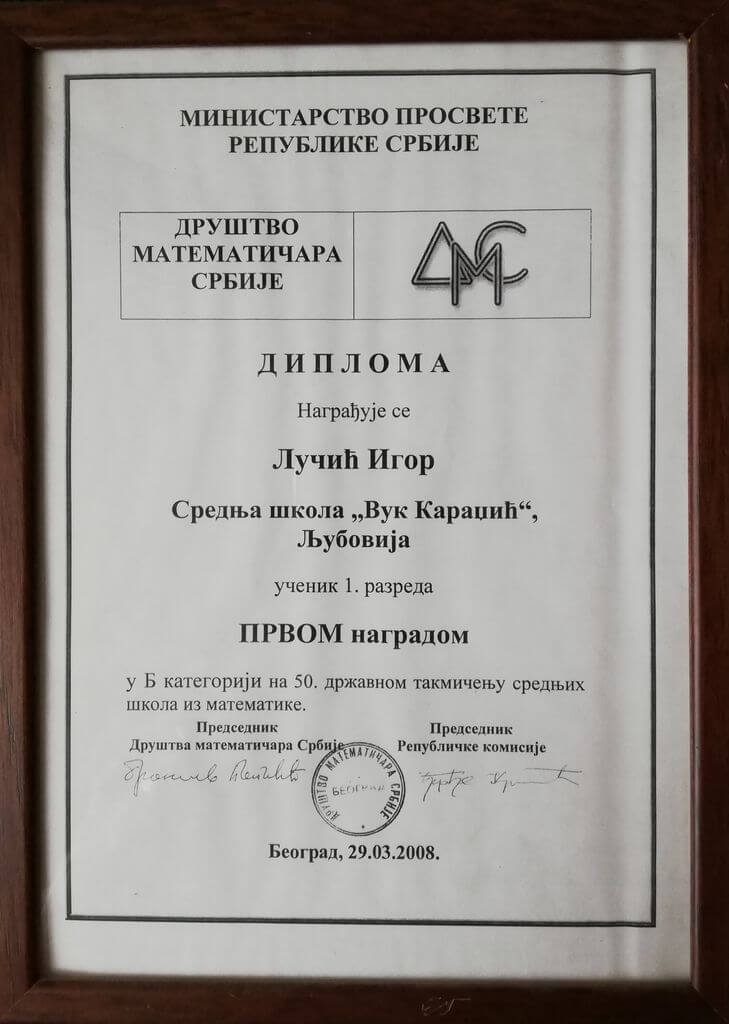 МИНИСТАРСТВО ПРОСВЕТЕ
РЕПУБЛИКЕ СРБИЈЕ
ДРУШТВО
МАТЕМАТИЧАРА
СРБИЈЕ
ДМС
ДИПЛОМА
Награђује се
Лучић Игор
Средња школа „Вук Караџић“,
Љубовија
ученик 1. разреда
ПРВОМ наградом
у Б категорији на 50. државном такмичењу средњих
школа из математике.
Председник
Друштва математичара Србије
Председник
Републичке комисије
ДРУШТВО МАТЕМАТИЧАРА СРБИЈЕ
БЕОГРАД
Београд, 29.03.2008.